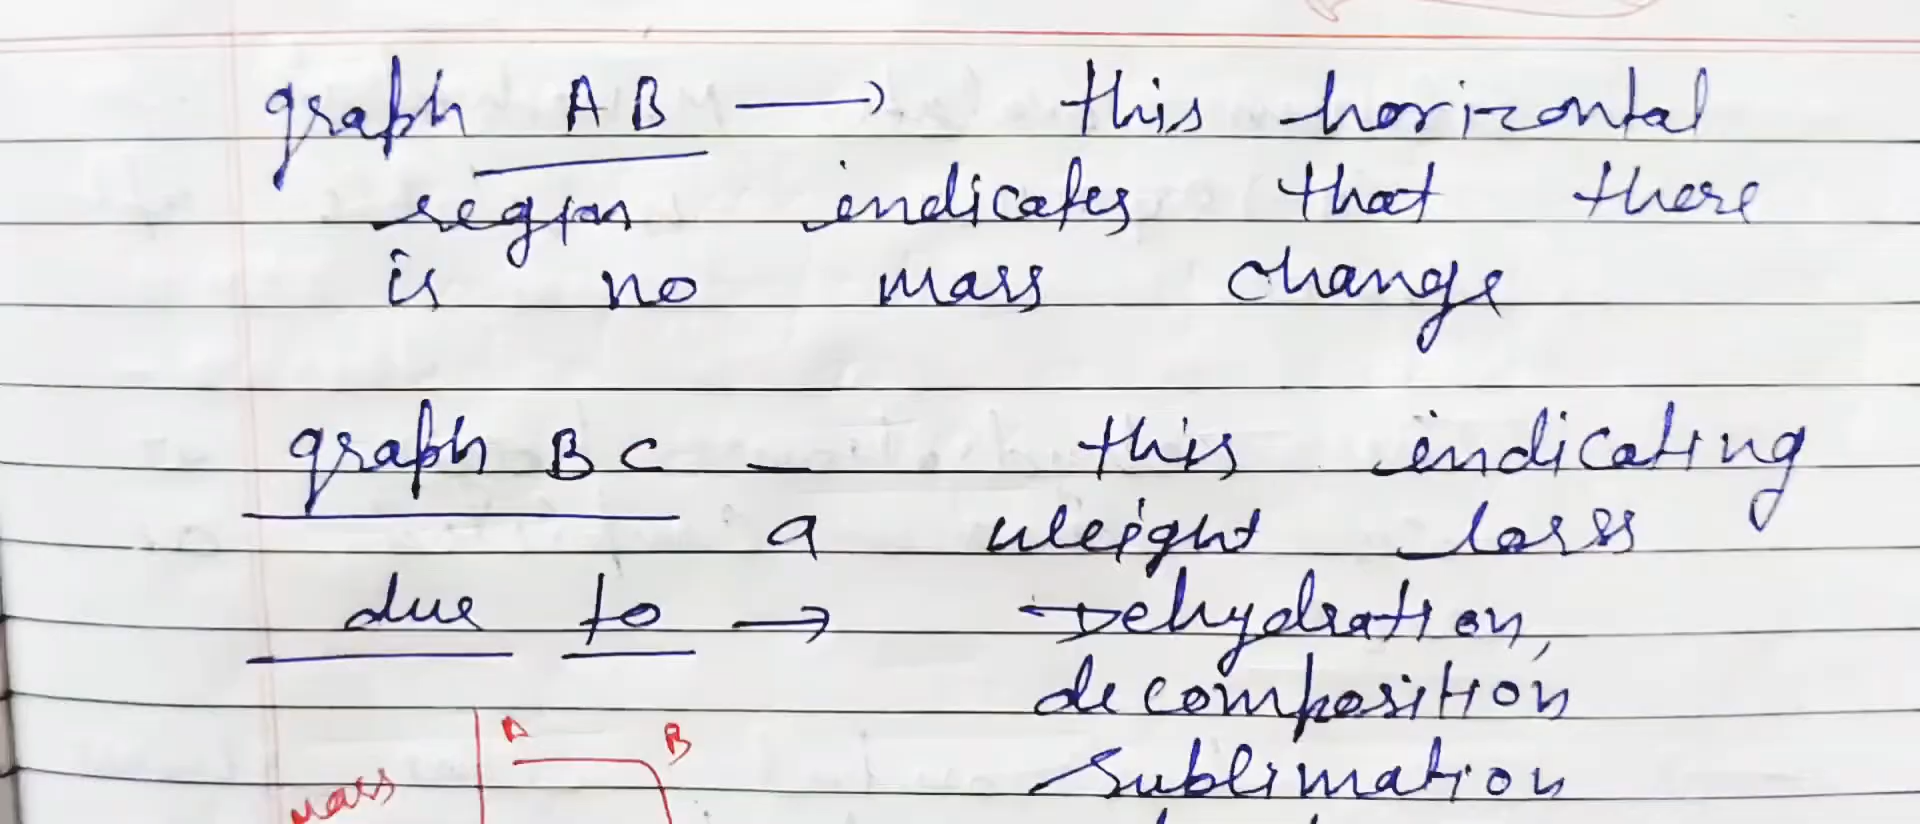 graph AB → this horizontal
region indicates that there
is no mass change
graph BC — this indicating
a weight loss
due to → Dehydration,
decomposition
Sublimation
A
B
mass